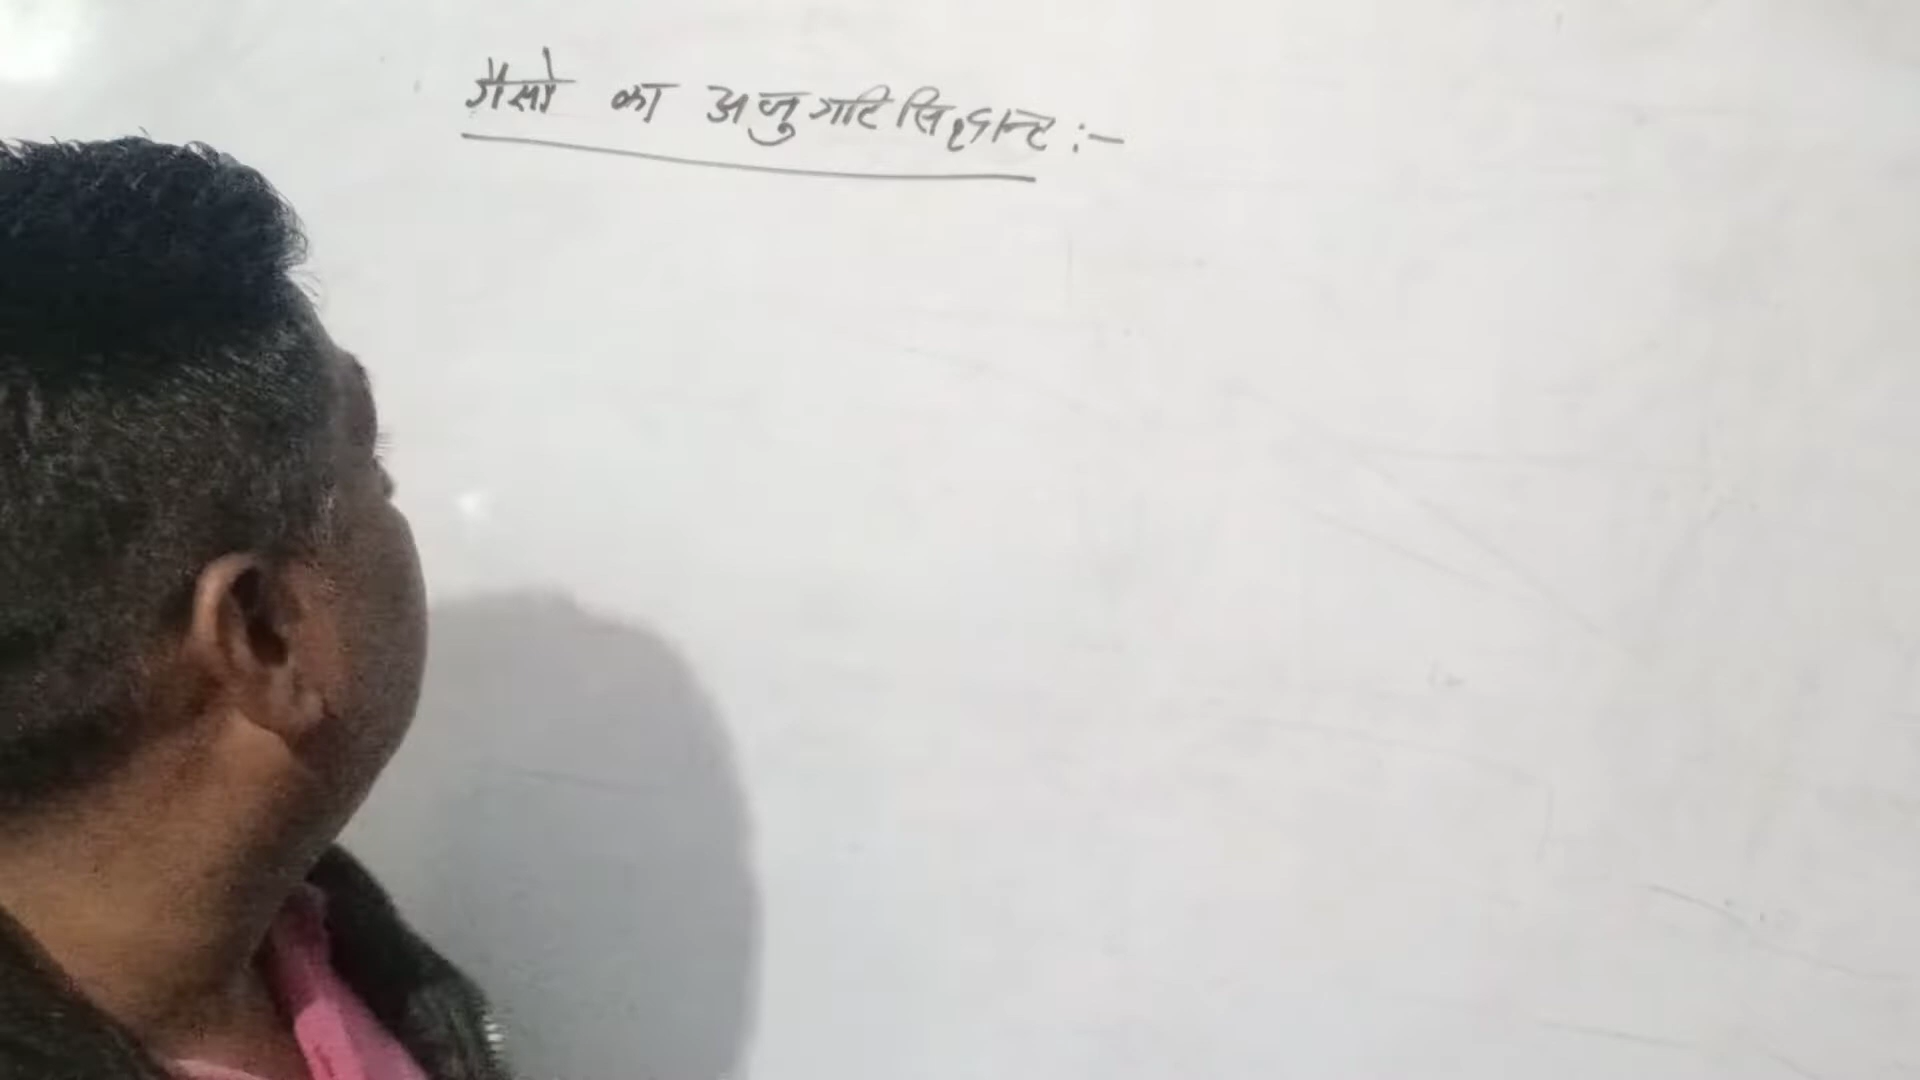 गैसो का अणु गति सिद्धान्त :-